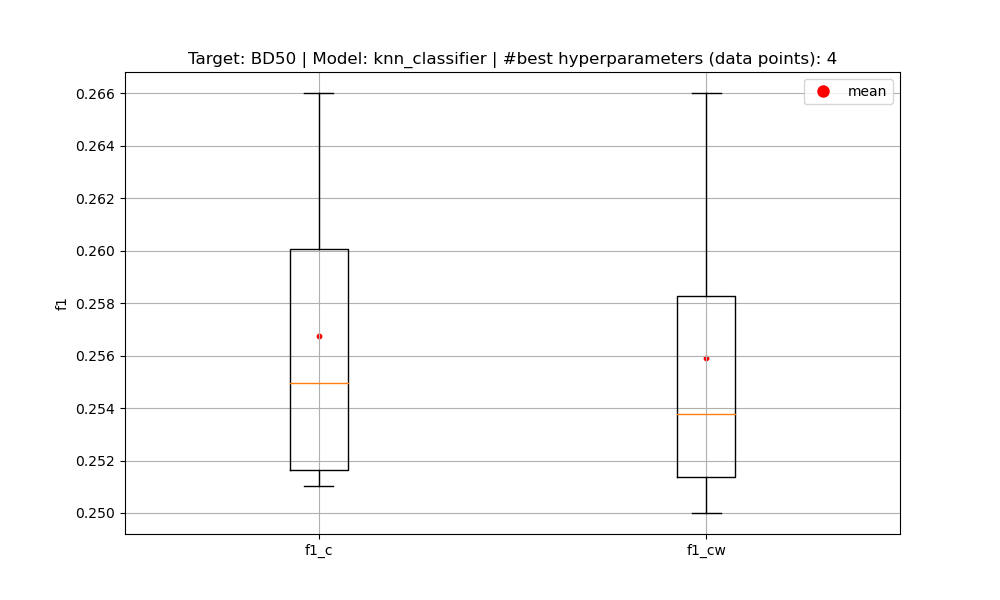 Target: BD50 | Model: knn_classifier | #best hyperparameters (data points): 4
mean
0.266
0.264
0.262
0.260
0.258
0.256
0.254
0.252
0.250
f1
f1_c
f1_cw